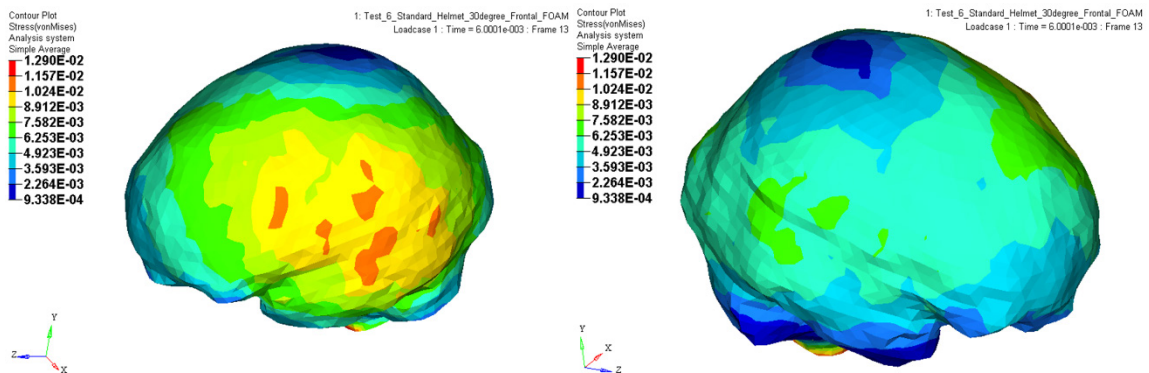 Contour Plot
Stress(vonMises)
Analysis system
Simple Average
1.290E-02
1.157E-02
1.024E-02
8.912E-03
7.582E-03
6.253E-03
4.923E-03
3.593E-03
2.264E-03
9.338E-04
1: Test_6_Standard_Helmet_30degree_Frontal_FOAM
Loadcase 1 : Time = 6.0001e-003 : Frame 13
Y
Z
X
Contour Plot
Stress(vonMises)
Analysis system
Simple Average
1.290E-02
1.157E-02
1.024E-02
8.912E-03
7.582E-03
6.253E-03
4.923E-03
3.593E-03
2.264E-03
9.338E-04
1: Test_6_Standard_Helmet_30degree_Frontal_FOAM
Loadcase 1 : Time = 6.0001e-003 : Frame 13
Y
X
Z